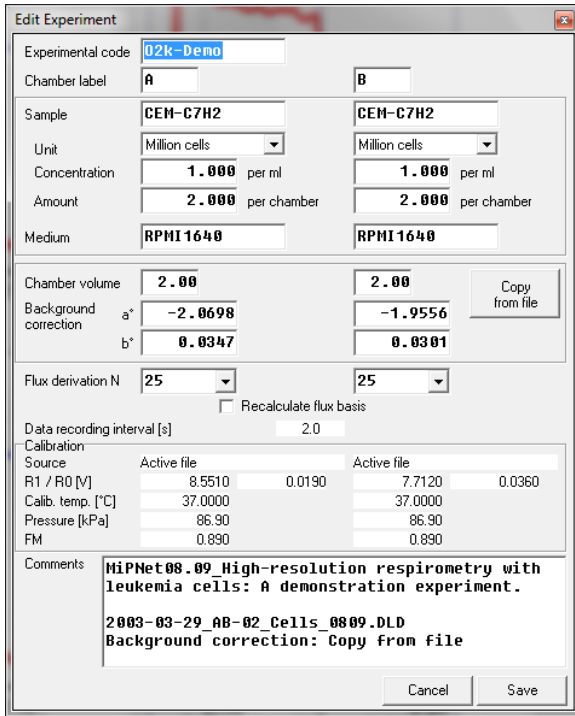 Edit Experiment
Experimental code O2k-Demo
Chamber label A B
Sample CEM-C7H2 CEM-C7H2
Unit Million cells Million cells
Concentration 1.000 per ml 1.000 per ml
Amount 2.000 per chamber 2.000 per chamber
Medium RPMI1640 RPMI1640
Chamber volume 2.00 2.00 Copy from file
Background correction a° -2.0698 -1.9556
b° 0.0347 0.0301
Flux derivation N 25 25
Recalculate flux basis
Data recording interval [s] 2.0
Calibration
Source Active file Active file
R1 / R0 [V] 8.5510 0.0190 7.7120 0.0360
Calib. temp. [°C] 37.0000 37.0000
Pressure [kPa] 86.90 86.90
FM 0.890 0.890
Comments MiPNet08.09_High-resolution respirometry with
leukemia cells: A demonstration experiment.
2003-03-29_AB-02_Cells_0809.DLD
Background correction: Copy from file
Cancel Save